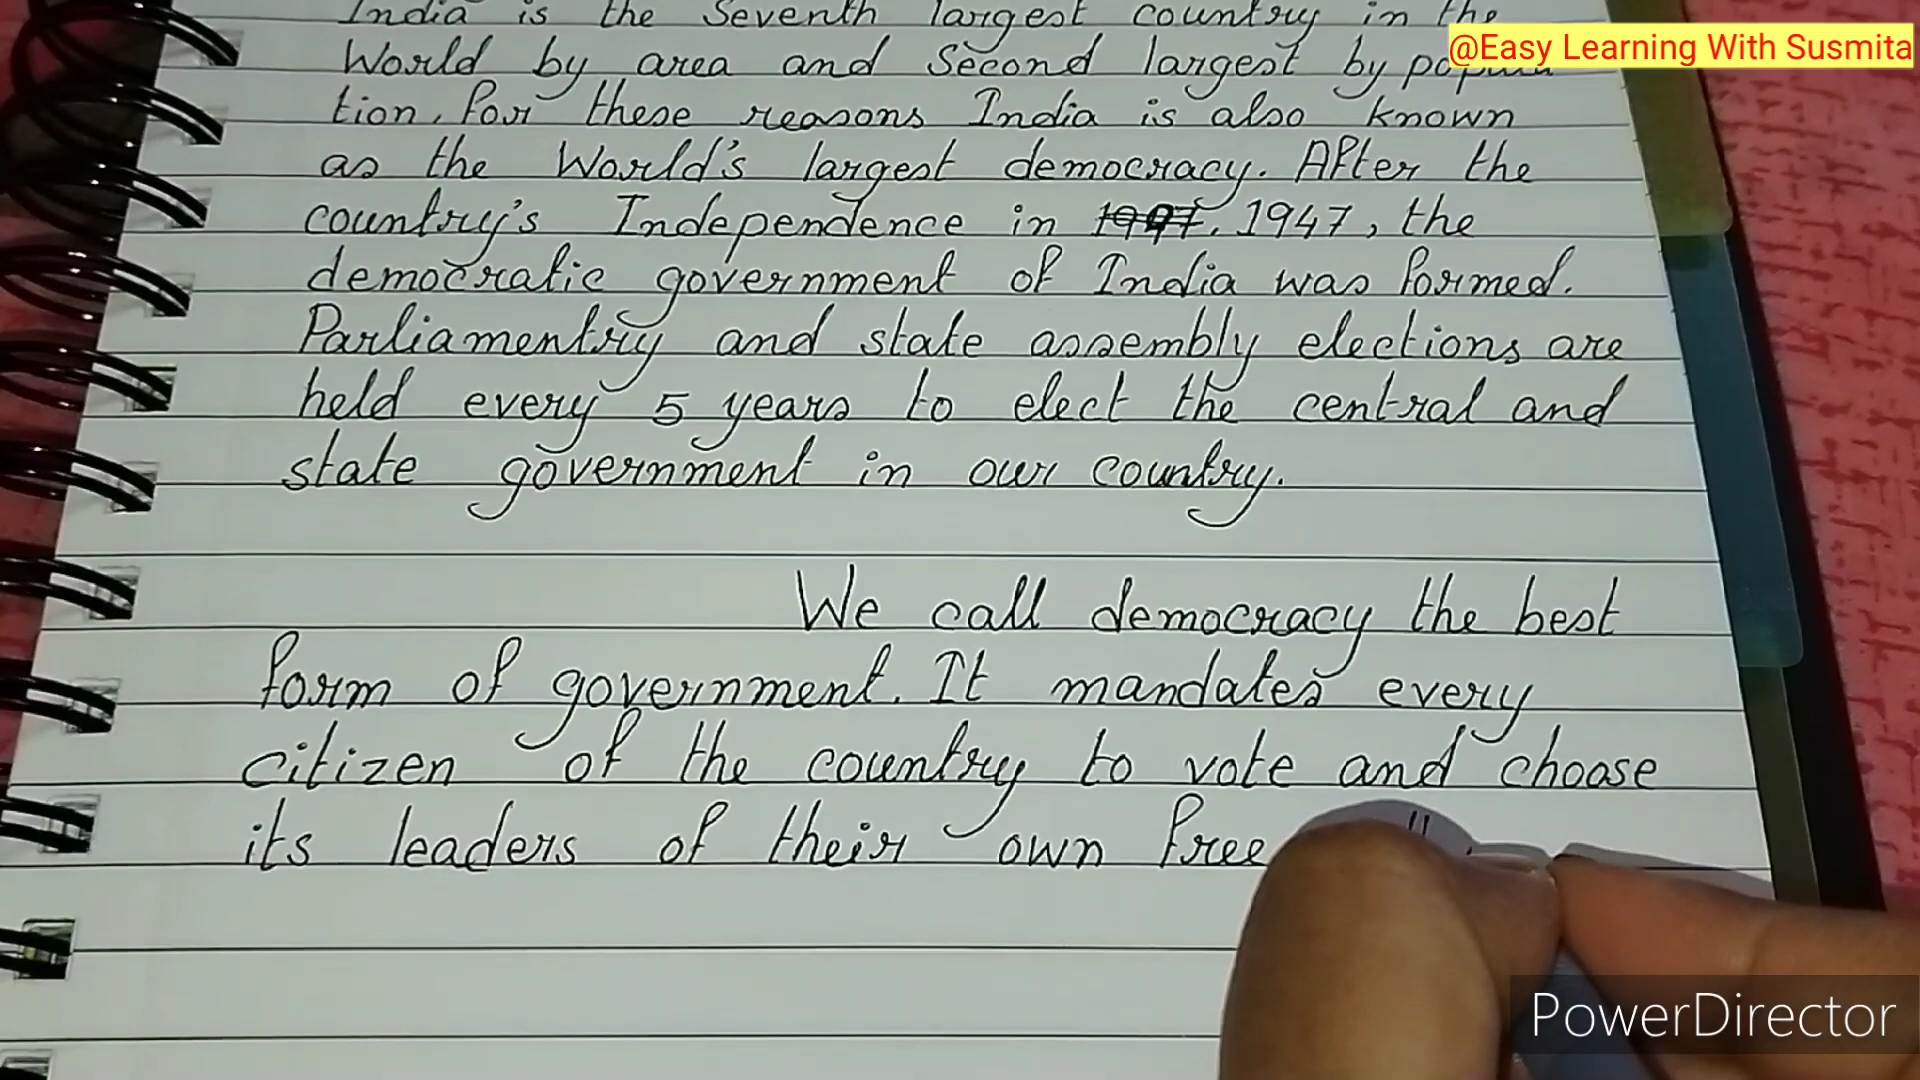 India is the Seventh largest country in the
@Easy Learning With Susmita
World by area and Second largest by popula
tion. For these reasons India is also known
as the World's largest democracy. After the
country's Independence in 1947, the
democratic government of India was formed.
Parliamentry and state assembly elections are
held every 5 years to elect the central and
state government in our country.
We call democracy the best
form of government. It mandates every
citizen of the country to vote and choose
its leaders of their own free
PowerDirector